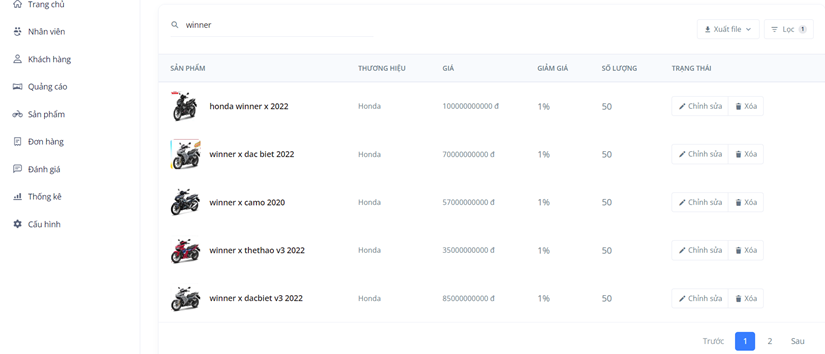 Trang chủ
Nhân viên
Khách hàng
Quảng cáo
Sản phẩm
Đơn hàng
Đánh giá
Thống kê
Cấu hình
winner
Xuất file
Lọc 1
SẢN PHẨM THƯƠNG HIỆU GIÁ GIẢM GIÁ SỐ LƯỢNG TRẠNG THÁI
honda winner x 2022 Honda 100000000000 đ 1% 50 Chỉnh sửa Xóa
winner x dac biet 2022 Honda 70000000000 đ 1% 50 Chỉnh sửa Xóa
winner x camo 2020 Honda 57000000000 đ 1% 50 Chỉnh sửa Xóa
winner x thethao v3 2022 Honda 35000000000 đ 1% 50 Chỉnh sửa Xóa
winner x dacbiet v3 2022 Honda 85000000000 đ 1% 50 Chỉnh sửa Xóa
Trước 1 2 Sau